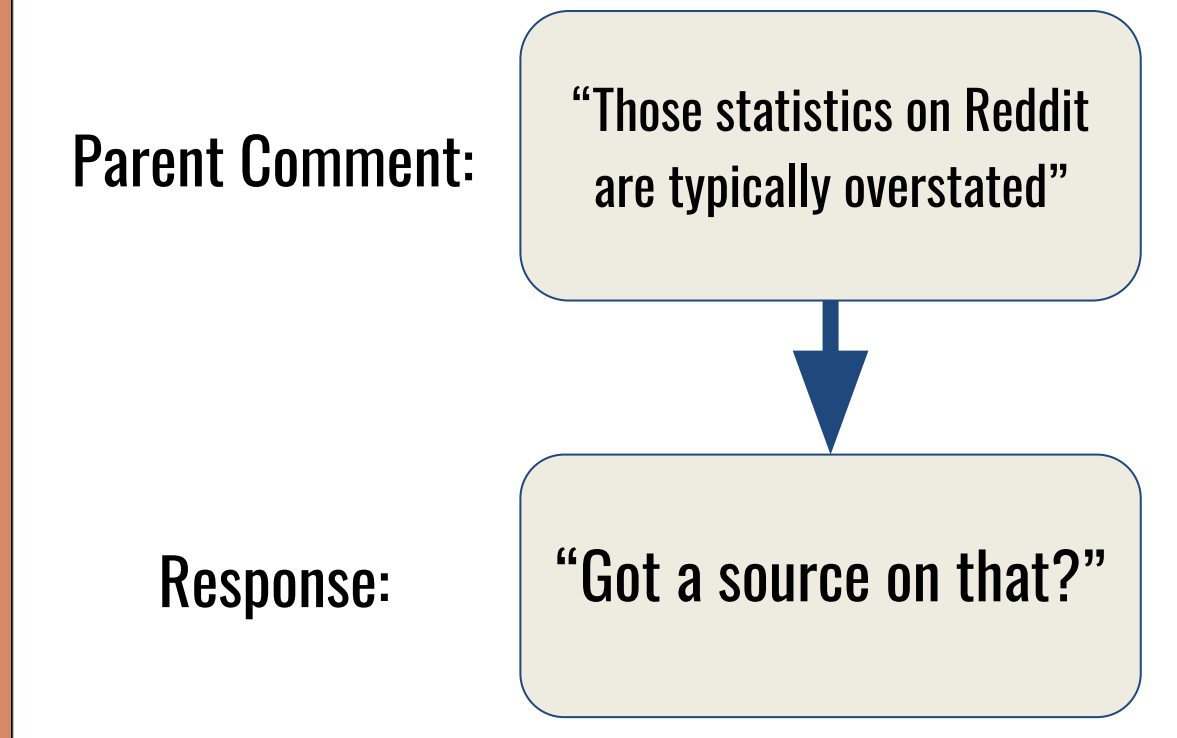 Parent Comment:
“Those statistics on Reddit
are typically overstated”
Response:
“Got a source on that?”